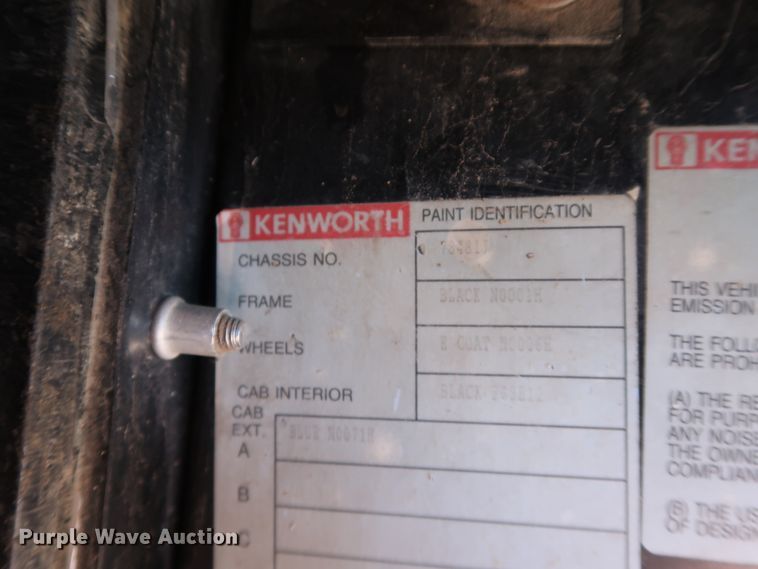 KENWORTH PAINT IDENTIFICATION
CHASSIS NO.
FRAME BLACK N0001H
WHEELS E COAT
CAB INTERIOR BLACK
CAB
EXT.
A BLUE N0071H
B
C
KEN
THIS VEHI
EMISSION
THE FOLL
ARE PROH
(A) THE RE
FOR PURP
ANY NOISE
THE OWNE
COMPLIAN
(B) THE US
OF DESIGN
Purple Wave Auction